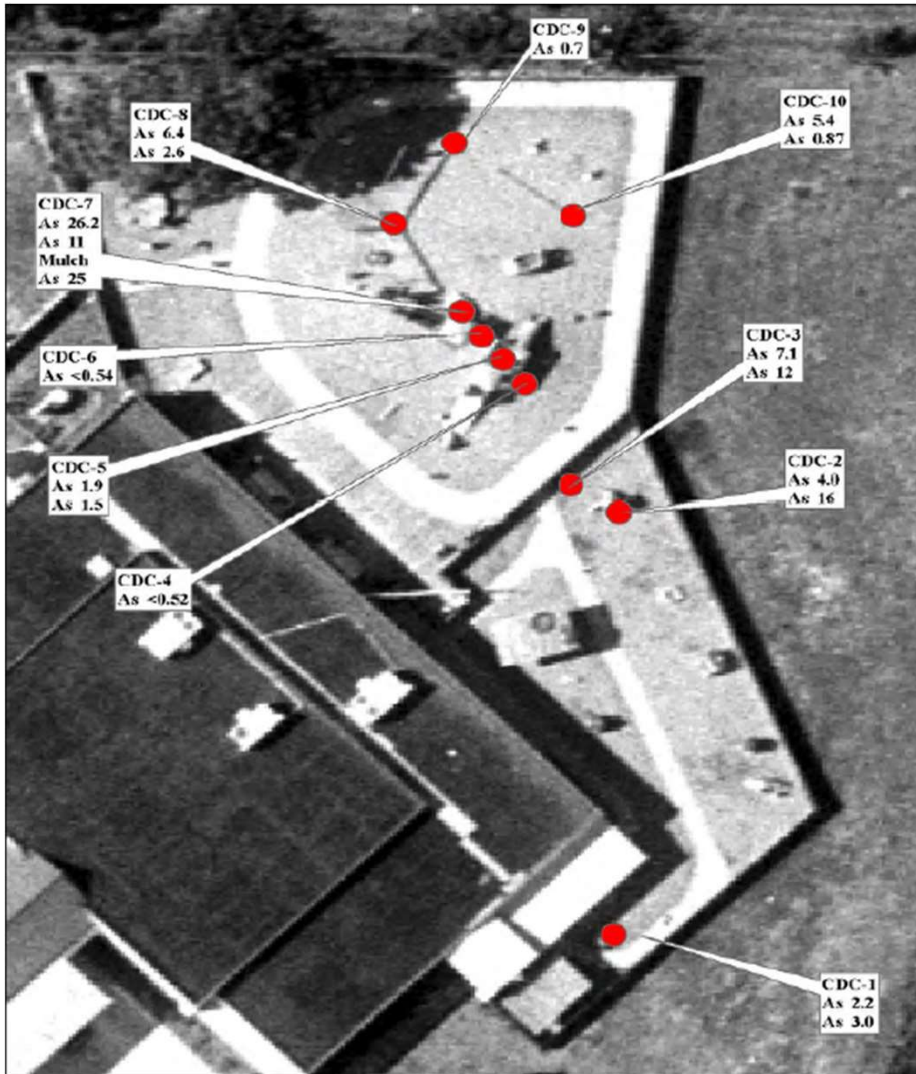 CDC-9
As 0.7
CDC-8
As 6.4
As 2.6
CDC-10
As 5.4
As 0.87
CDC-7
As 26.2
As 11
Mulch
As 25
CDC-6
As <0.54
CDC-3
As 7.1
As 12
CDC-5
As 1.9
As 1.5
CDC-2
As 4.0
As 16
CDC-4
As <0.52
CDC-1
As 2.2
As 3.0